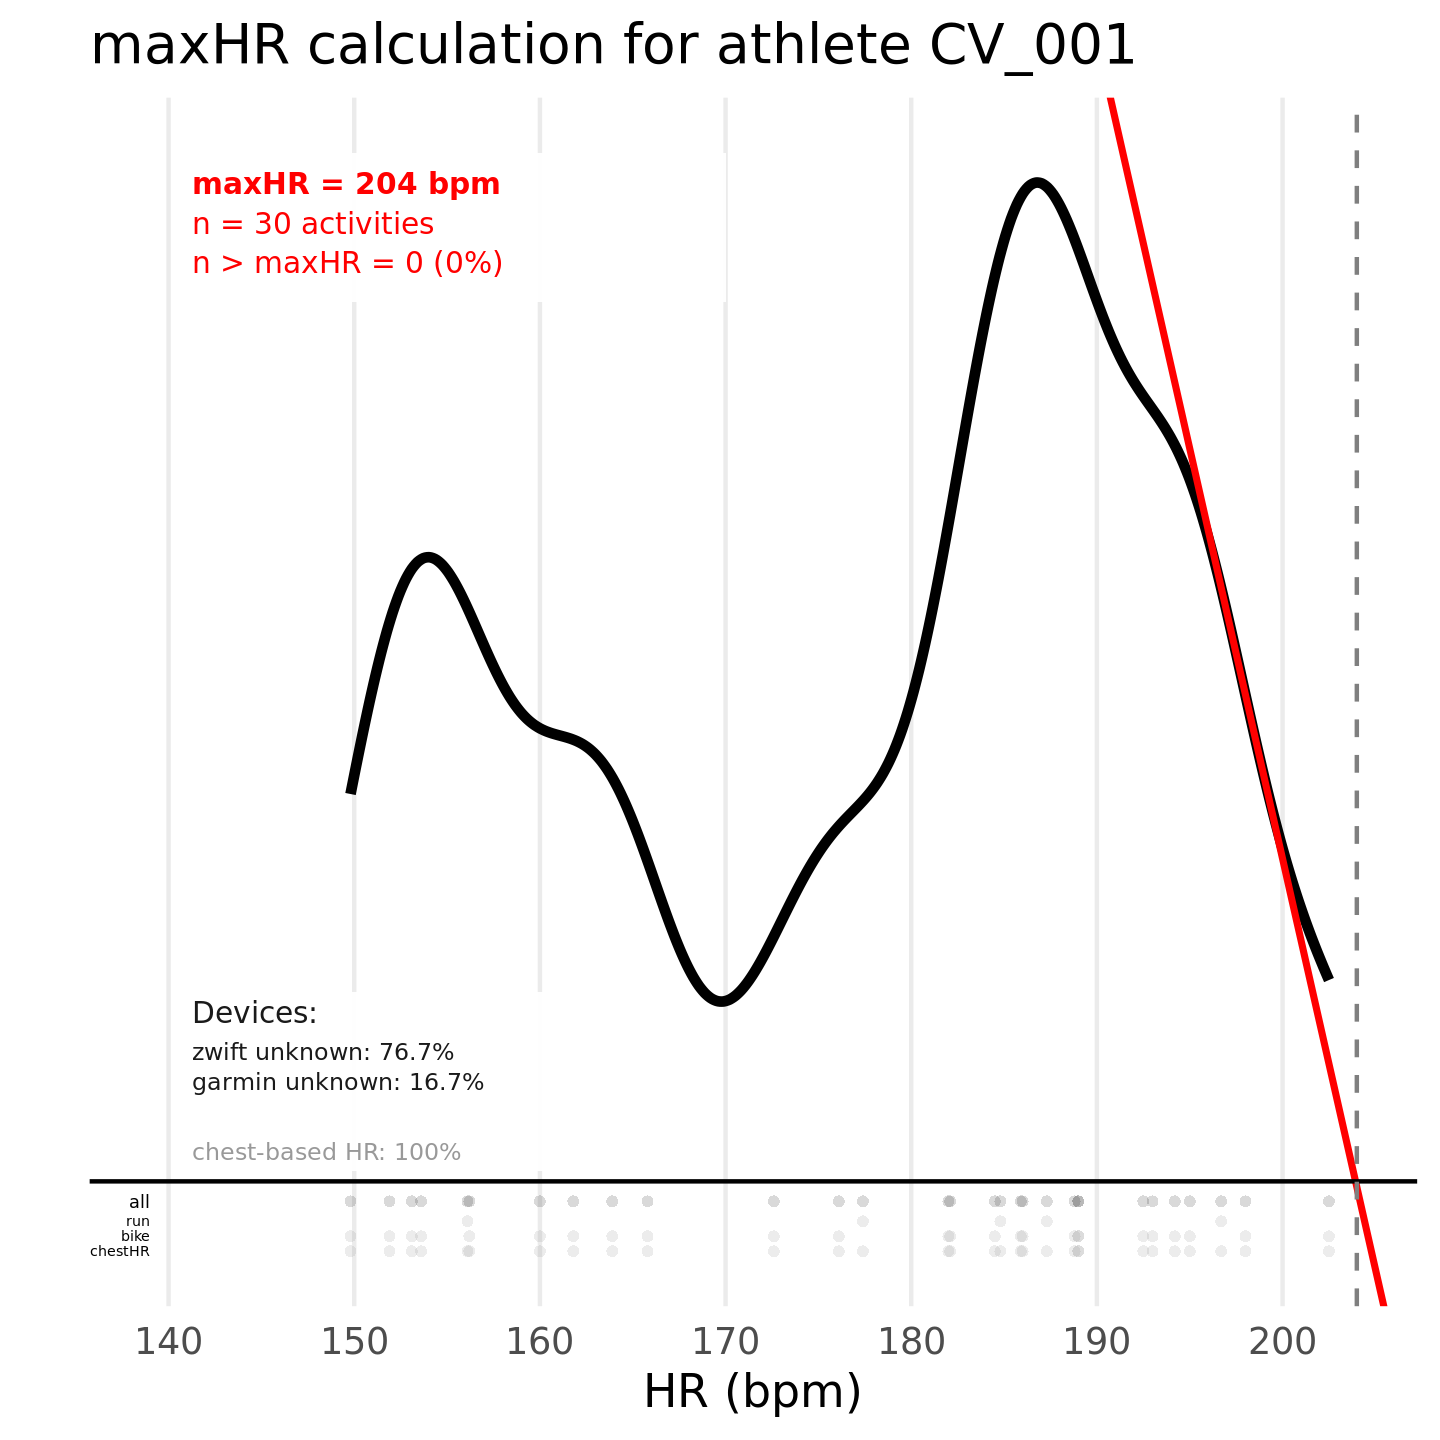 maxHR calculation for athlete CV_001
maxHR = 204 bpm
n = 30 activities
n > maxHR = 0 (0%)
Devices:
zwift unknown: 76.7%
garmin unknown: 16.7%
chest-based HR: 100%
all
run
bike
chestHR
140 150 160 170 180 190 200
HR (bpm)